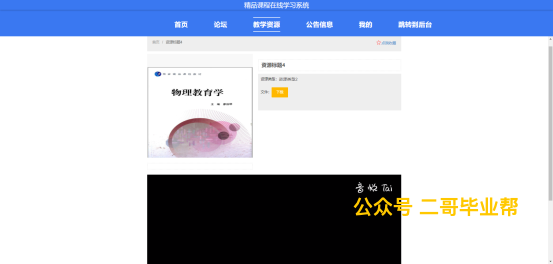 精品课程在线学习系统
首页 论坛 教学资源 公告信息 我的 跳转到后台
首页 资源标题4
点我收藏
资源标题4
物理教育学
资源类型：资源类型2
文件： 下载
音悦Tai
公众号 二哥毕业帮